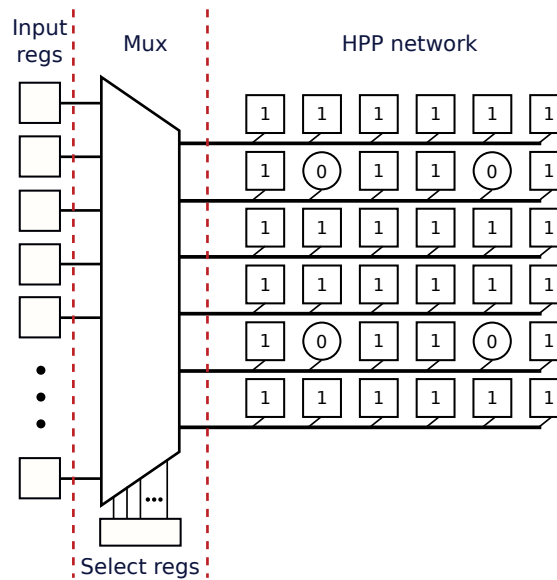 Input
regs
Mux
HPP network
1 1 1 1 1 1
1 0 1 1 0 1
1 1 1 1 1 1
1 1 1 1 1 1
1 0 1 1 0 1
1 1 1 1 1 1
Select regs